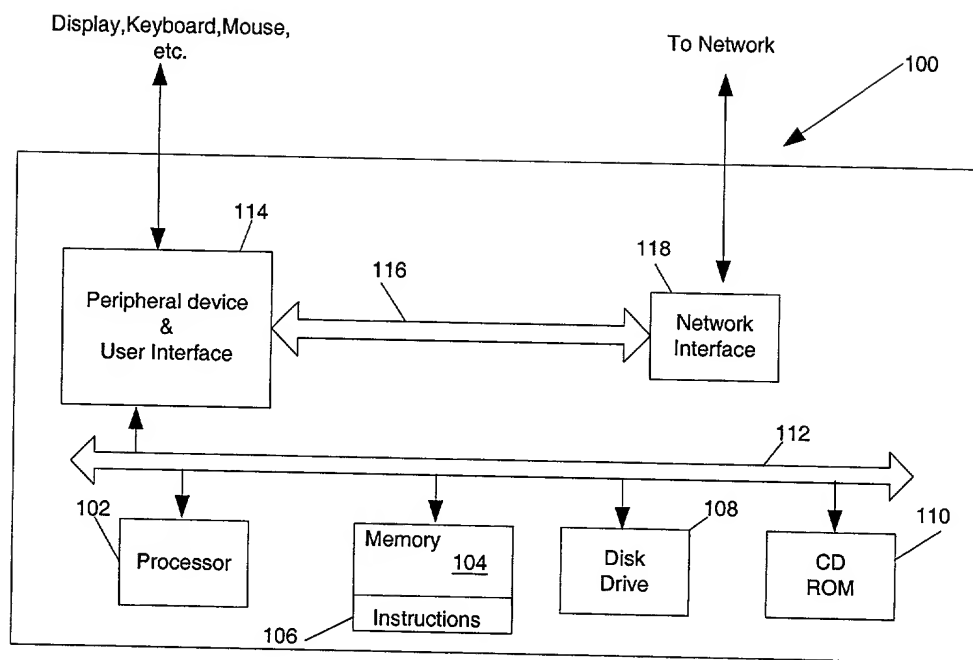 Display,Keyboard,Mouse,
etc.
To Network
100
114
118
116
Peripheral device
&
User Interface
Network
Interface
112
102
Processor
Memory
104
Instructions
106
108
Disk
Drive
110
CD
ROM